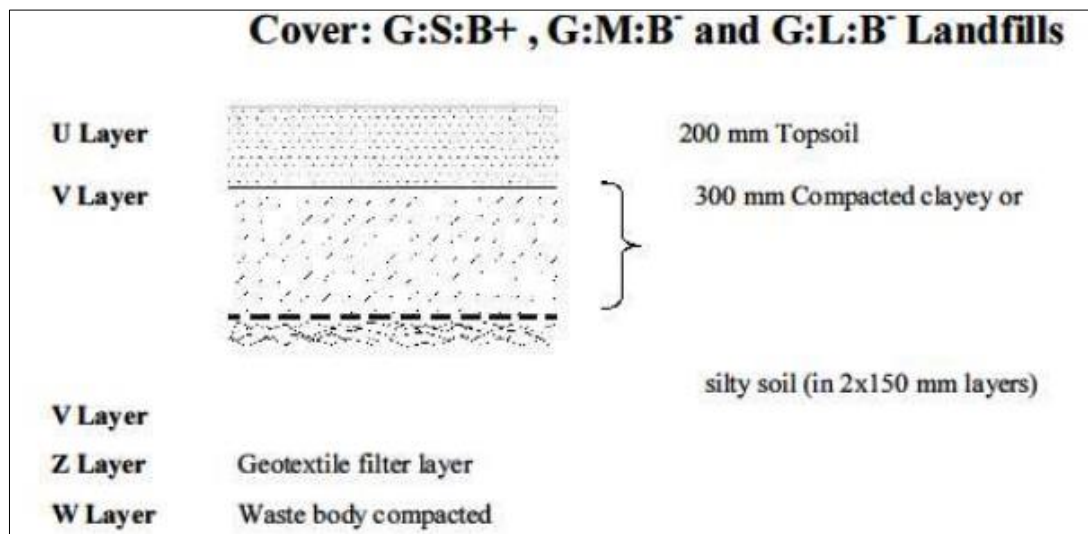 Cover: G:S:B+ , G:M:B⁻ and G:L:B⁻ Landfills
U Layer 200 mm Topsoil
V Layer 300 mm Compacted clayey or
silty soil (in 2x150 mm layers)
V Layer
Z Layer Geotextile filter layer
W Layer Waste body compacted